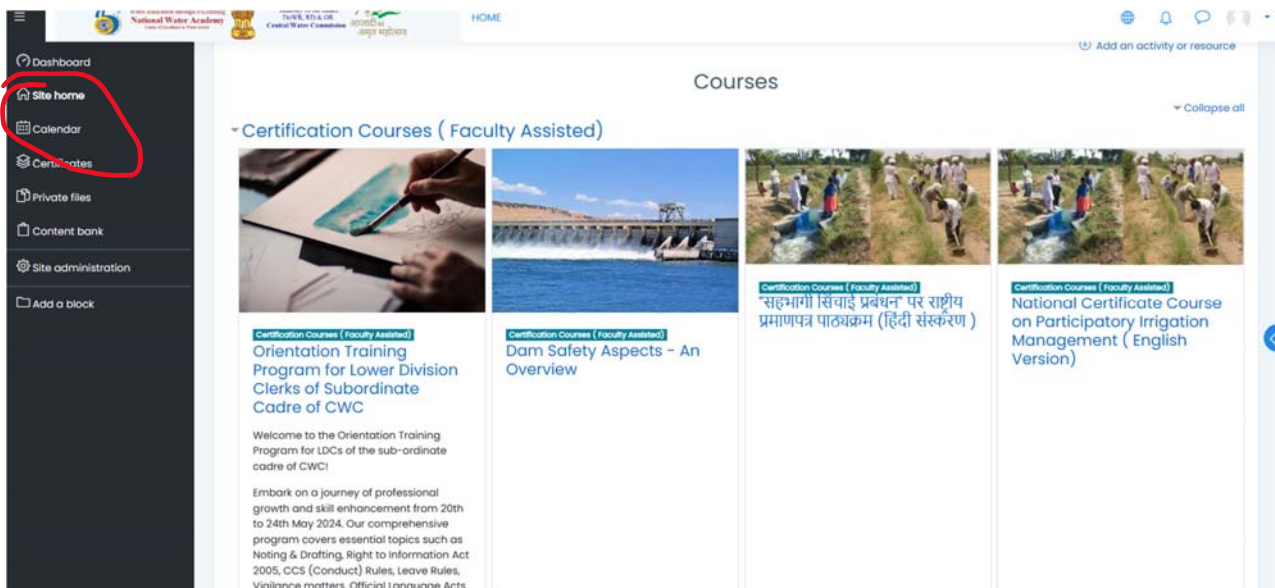 National Water Academy
Central Water Commission
HOME
Dashboard
Site home
Calendar
Certificates
Private files
Content bank
Site administration
Add a block
Add an activity or resource
Courses
Collapse all
Certification Courses ( Faculty Assisted)
Certification Courses ( Faculty Assisted)
Orientation Training
Program for Lower Division
Clerks of Subordinate
Cadre of CWC
Welcome to the Orientation Training
Program for LDCs of the sub-ordinate
cadre of CWC!
Embark on a journey of professional
growth and skill enhancement from 20th
to 24th May 2024. Our comprehensive
program covers essential topics such as
Noting & Drafting, Right to Information Act
2005, CCS (Conduct) Rules, Leave Rules,
Vigilance matters, Official Language Acts,
Certification Courses ( Faculty Assisted)
Dam Safety Aspects - An
Overview
Certification Courses ( Faculty Assisted)
"सहभागी सिंचाई प्रबंधन" पर राष्ट्रीय
प्रमाणपत्र पाठ्यक्रम (हिंदी संस्करण )
Certification Courses ( Faculty Assisted)
National Certificate Course
on Participatory Irrigation
Management ( English
Version)